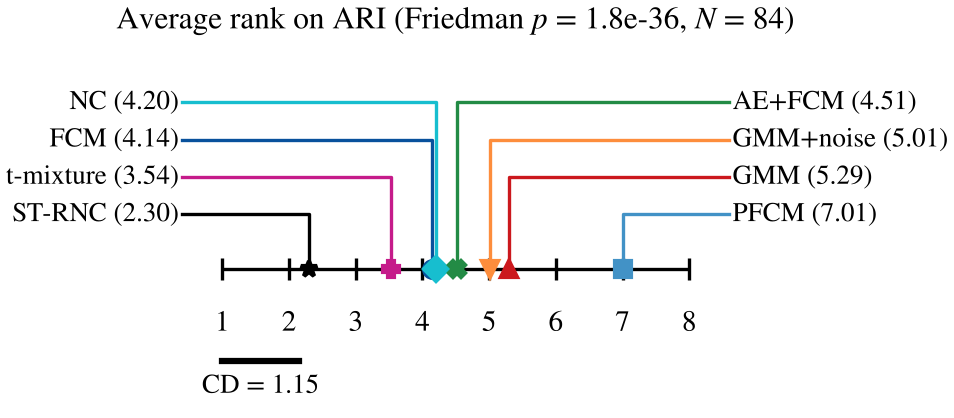 Average rank on ARI (Friedman p = 1.8e-36, N = 84)
NC (4.20)
FCM (4.14)
t-mixture (3.54)
ST-RNC (2.30)
AE+FCM (4.51)
GMM+noise (5.01)
GMM (5.29)
PFCM (7.01)
1 2 3 4 5 6 7 8
CD = 1.15